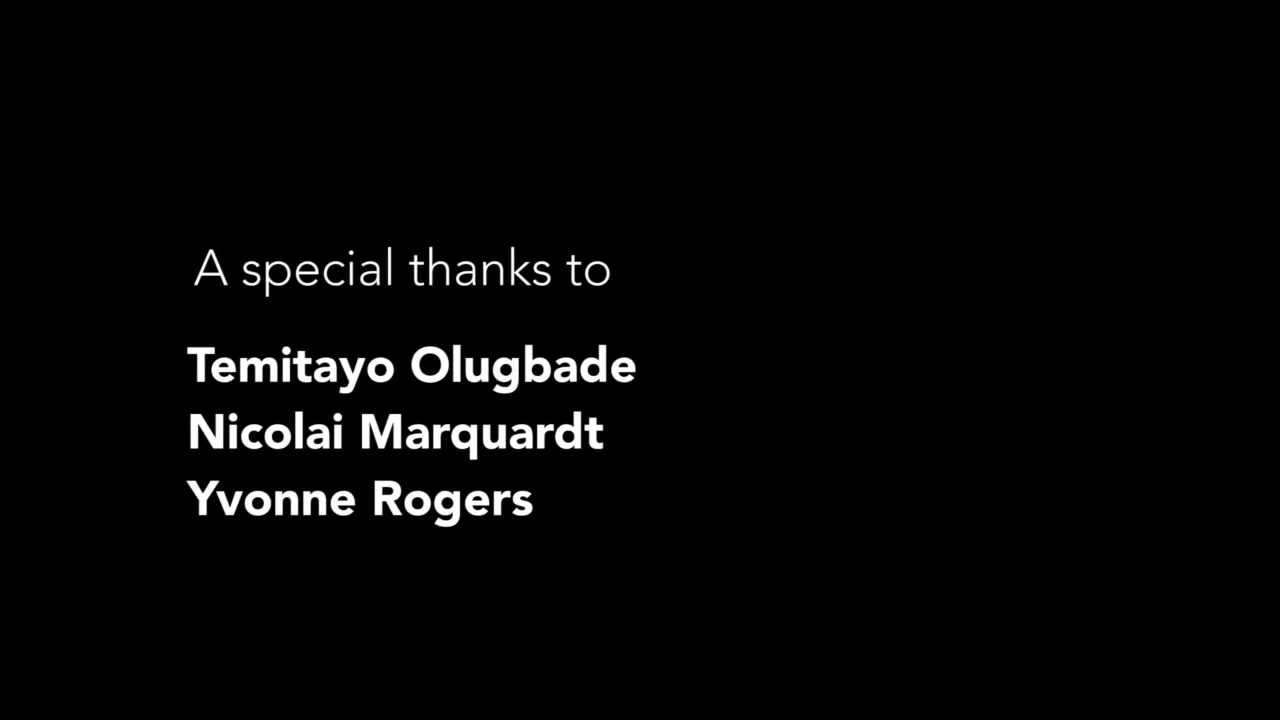 A special thanks to
Temitayo Olugbade
Nicolai Marquardt
Yvonne Rogers